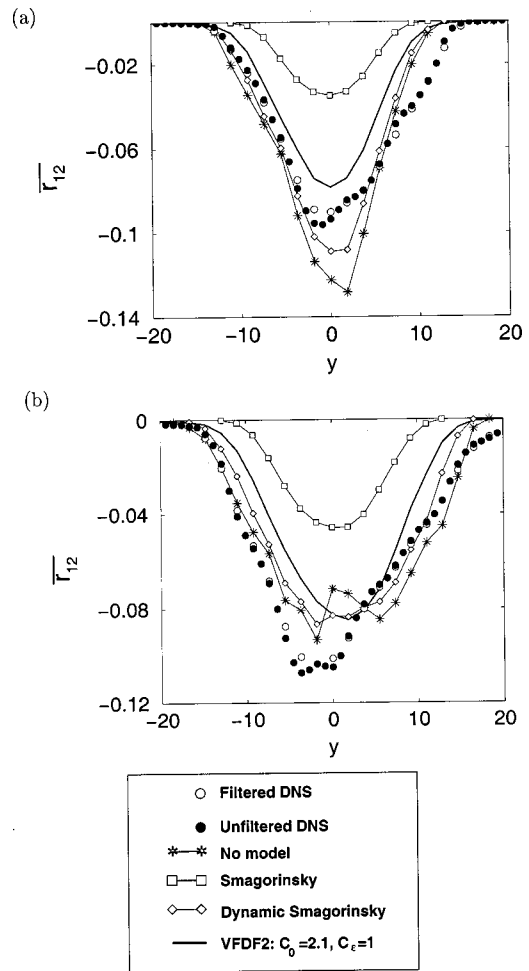 (a)
-0.02
-0.06
-0.1
-0.14
r12
-20
-10
0
10
20
y
(b)
0
-0.04
-0.08
-0.12
r12
-20
-10
0
10
20
y
Filtered DNS
Unfiltered DNS
No model
Smagorinsky
Dynamic Smagorinsky
VFDF2: C0=2.1, Cε=1